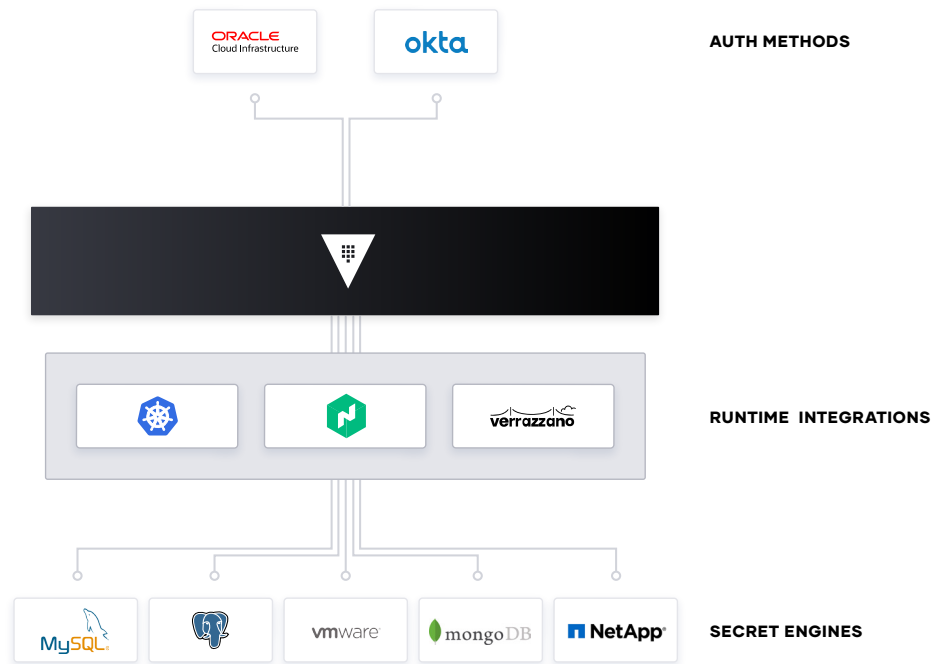 ORACLE
Cloud Infrastructure
okta
AUTH METHODS
verrazzano
RUNTIME INTEGRATIONS
MySQL®
vmware®
mongoDB
NetApp®
SECRET ENGINES